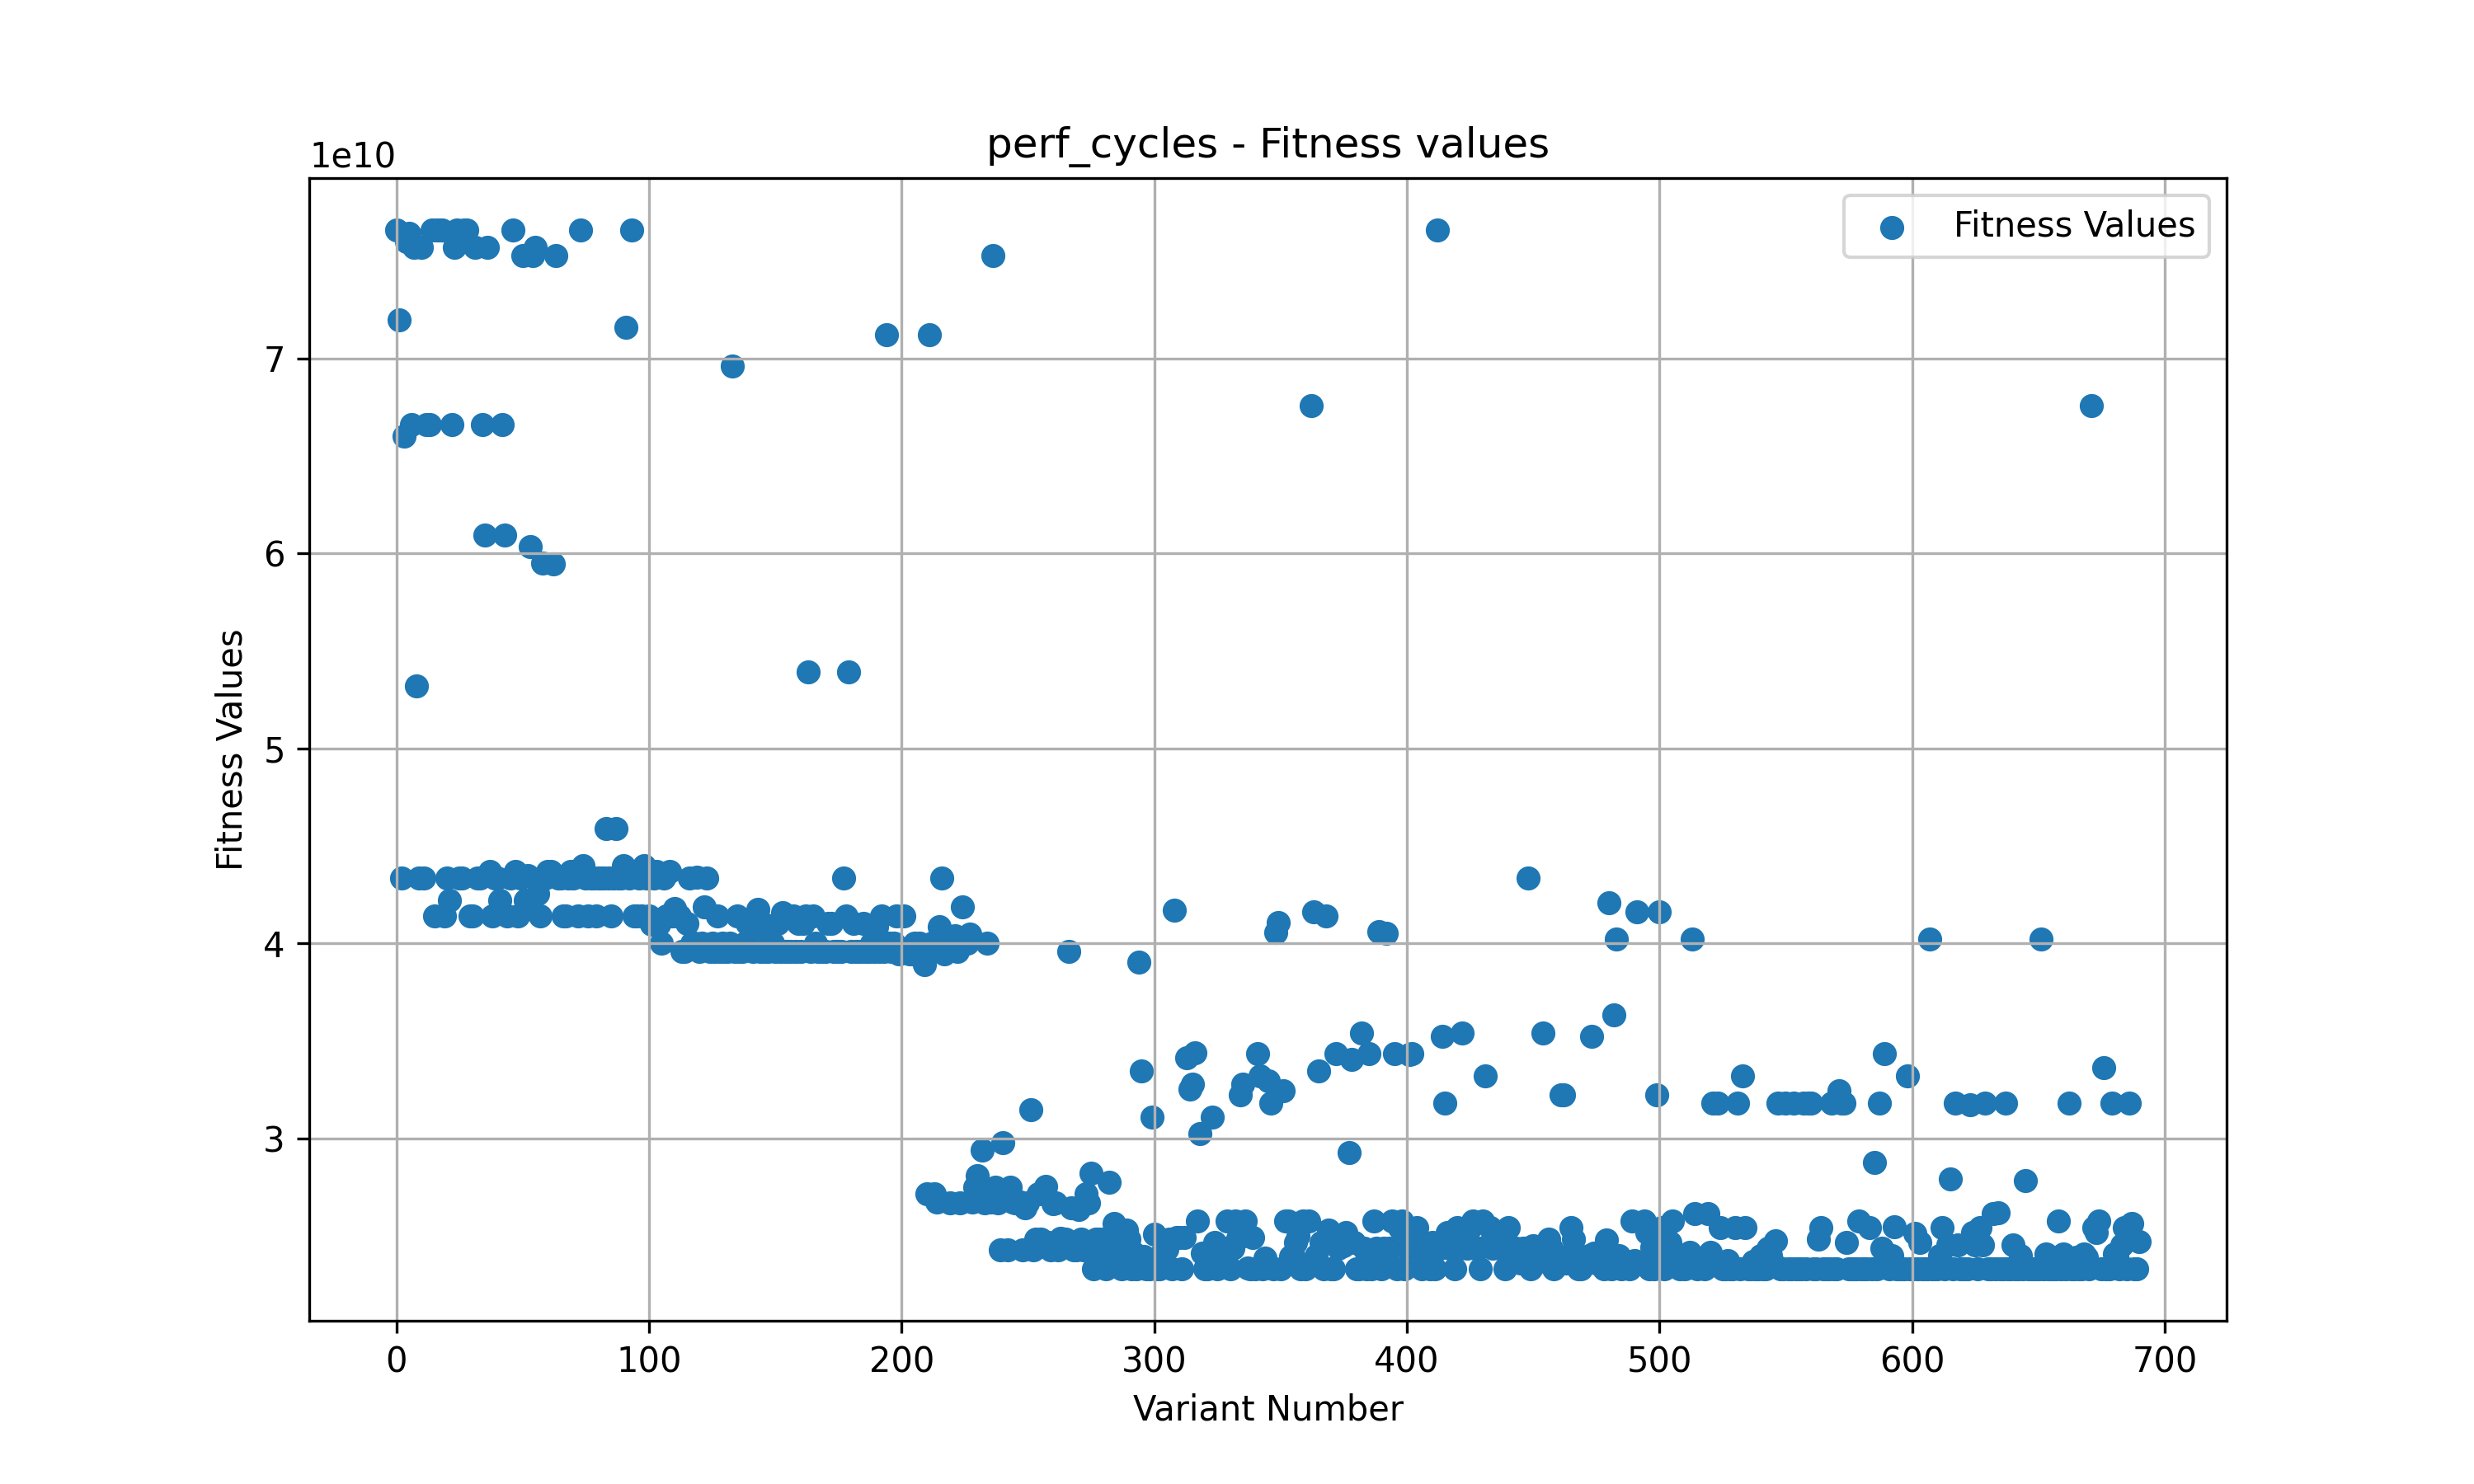 perf_cycles - Fitness values
1e10
Fitness Values
7
6
5
4
3
Fitness Values
0 100 200 300 400 500 600 700
Variant Number